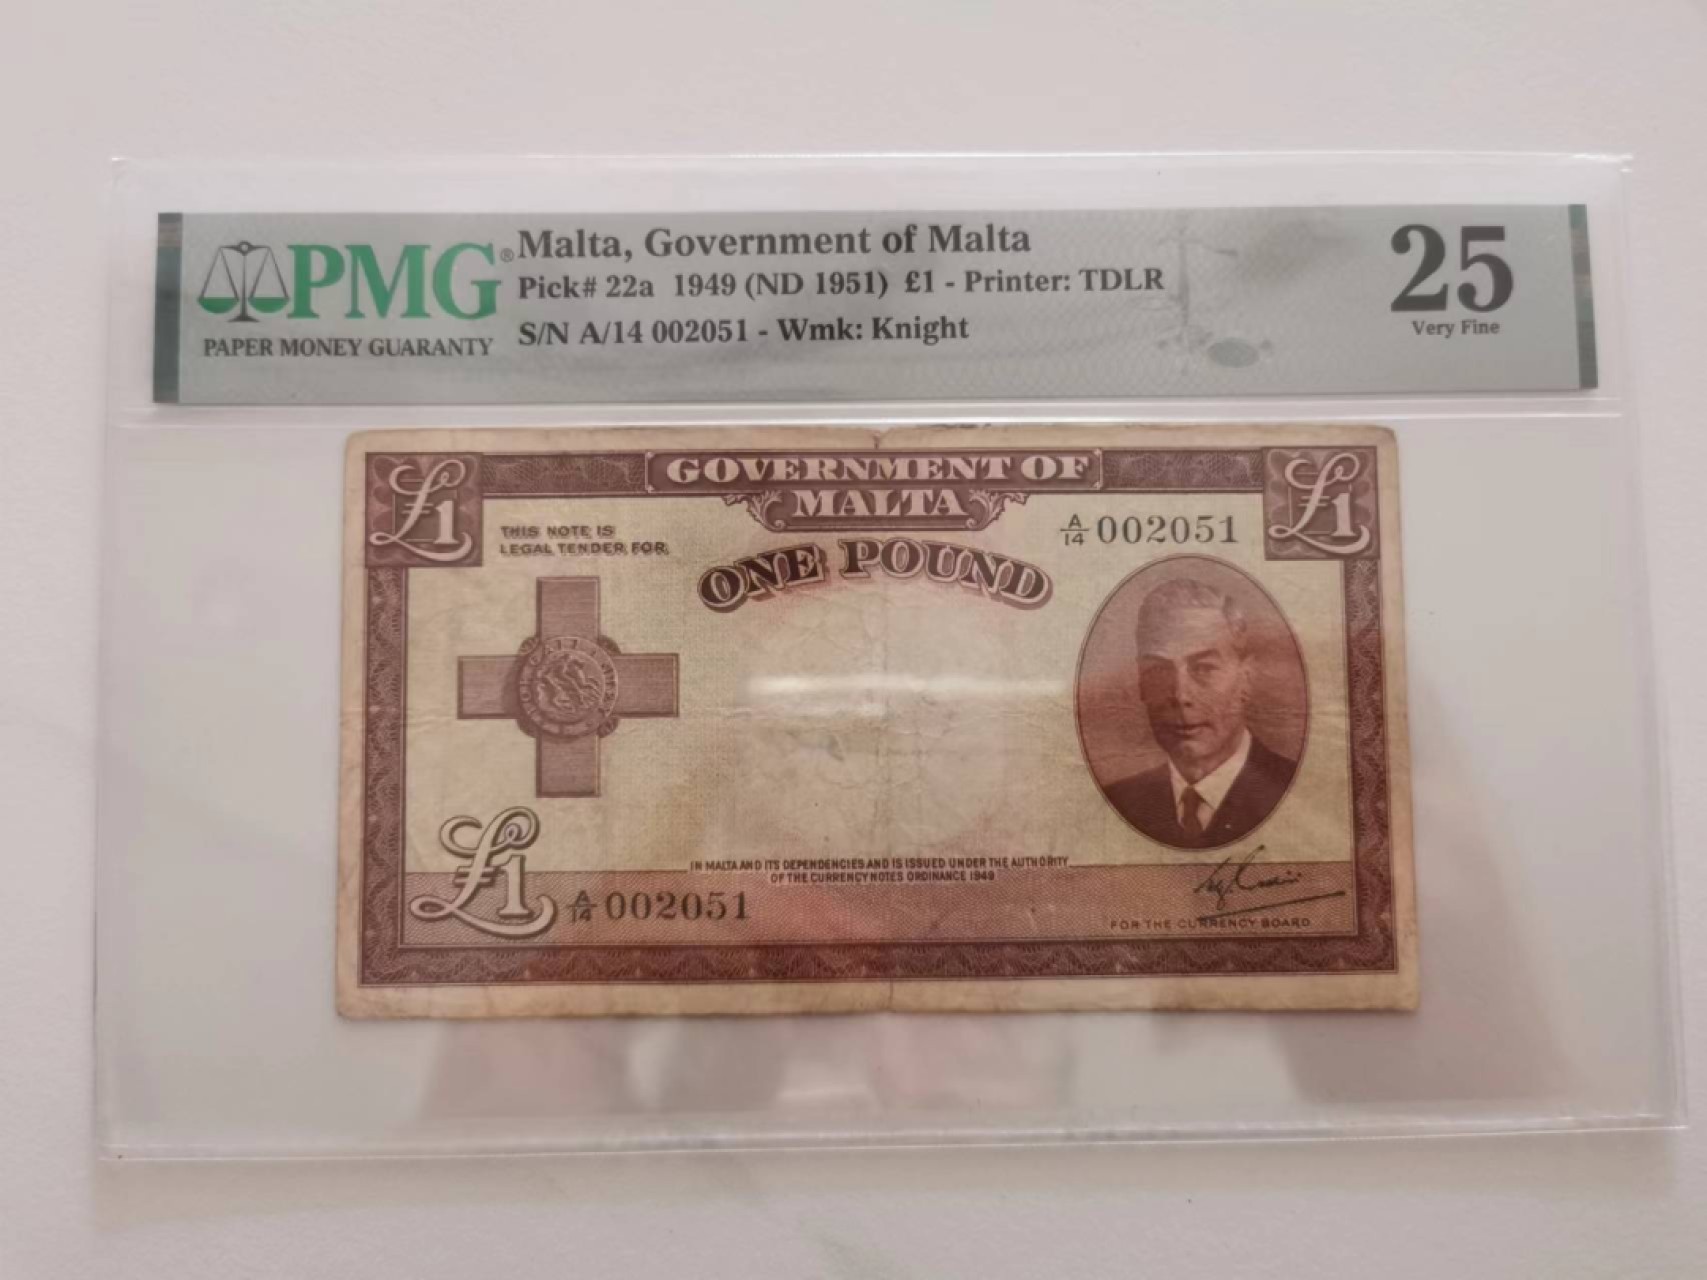 PMG®
PAPER MONEY GUARANTY
Malta, Government of Malta
Pick# 22a 1949 (ND 1951) £1 - Printer: TDLR
S/N A/14 002051 - Wmk: Knight
25
Very Fine
£1
GOVERNMENT OF
MALTA
£1
THIS NOTE IS
LEGAL TENDER FOR
A/14 002051
ONE POUND
IN MALTA AND ITS DEPENDENCIES AND IS ISSUED UNDER THE AUTHORITY
OF THE CURRENCY NOTES ORDINANCE 1949
£1
A/14 002051
FOR THE CURRENCY BOARD